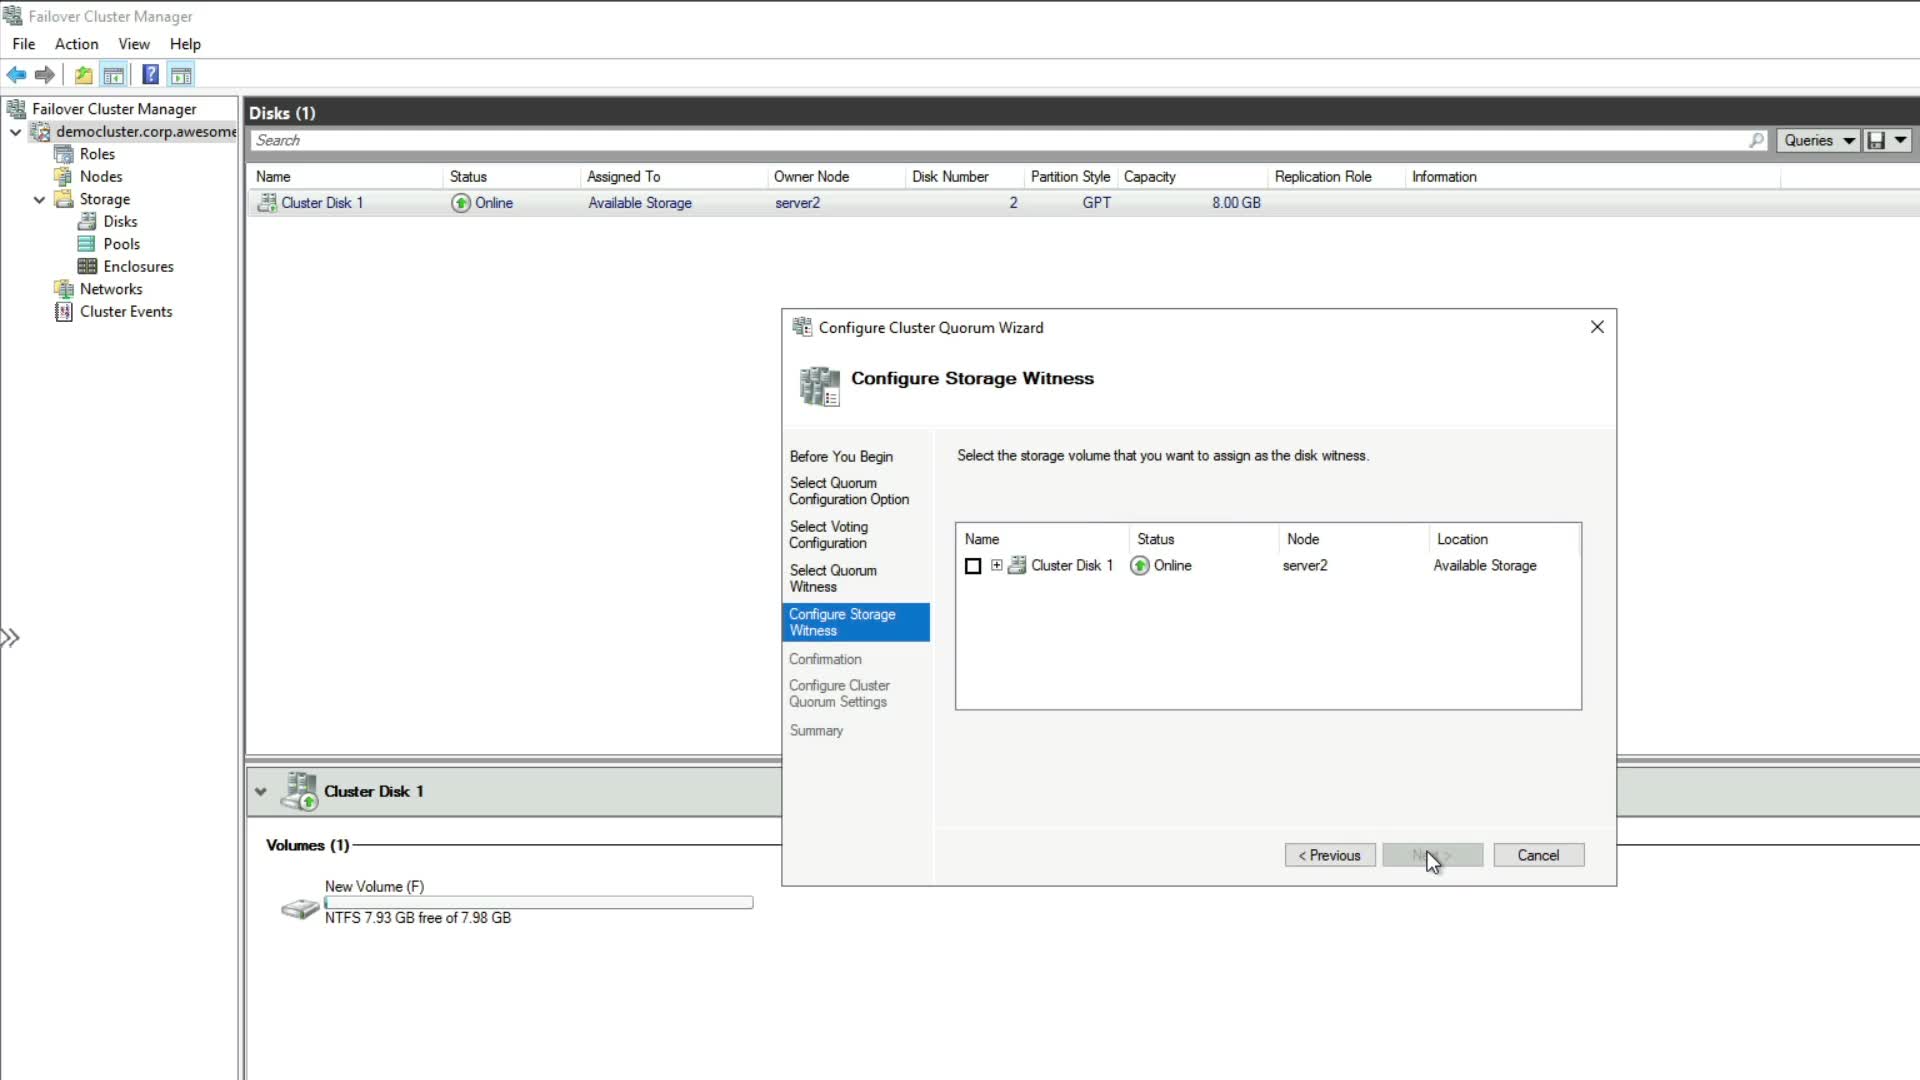 Failover Cluster Manager
File Action View Help
Failover Cluster Manager
democluster.corp.awesome
Roles
Nodes
Storage
Disks
Pools
Enclosures
Networks
Cluster Events
Disks (1)
Search
Queries
Name Status Assigned To Owner Node Disk Number Partition Style Capacity Replication Role Information
Cluster Disk 1 Online Available Storage server2 2 GPT 8.00 GB
Configure Cluster Quorum Wizard
Configure Storage Witness
Before You Begin
Select Quorum
Configuration Option
Select Voting
Configuration
Select Quorum
Witness
Configure Storage
Witness
Confirmation
Configure Cluster
Quorum Settings
Summary
Select the storage volume that you want to assign as the disk witness.
Name Status Node Location
Cluster Disk 1 Online server2 Available Storage
< Previous Cancel
Cluster Disk 1
Volumes (1)
New Volume (F)
NTFS 7.93 GB free of 7.98 GB